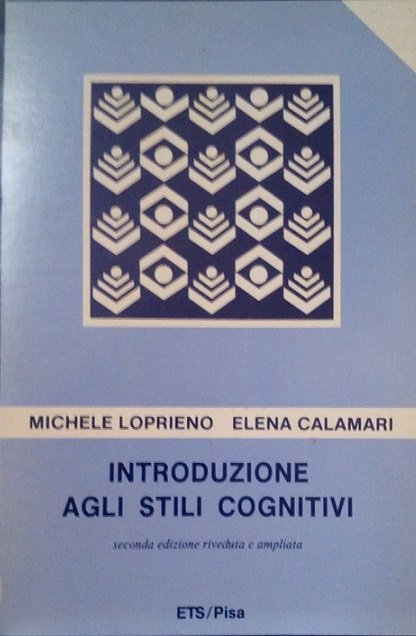 MICHELE LOPRIENO ELENA CALAMARI
INTRODUZIONE
AGLI STILI COGNITIVI
seconda edizione riveduta e ampliata
ETS/Pisa